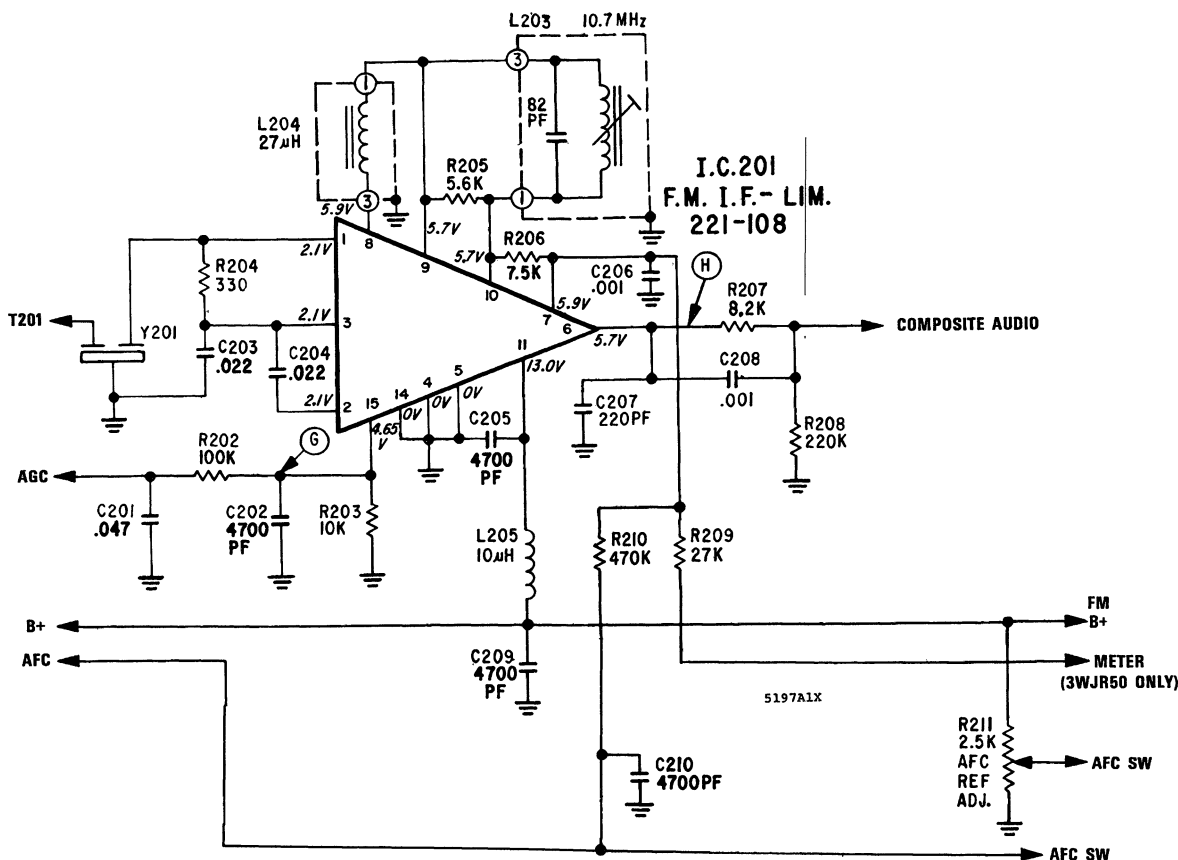 L203 10.7 MHz
3
1
L204
27µH
3
82
PF
1
R205
5.6K
I.C.201
F.M. I.F.- LIM.
221-108
5.9V
8
5.7V
9
5.7V
10
R206
7.5K
C206
.001
5.9V
7
H
R207
8.2K
6
5.7V
COMPOSITE AUDIO
1
2.1V
R204
330
T201
Y201
3
2.1V
C203
.022
C204
.022
2
2.1V
15
4.65
V
14
0V
4
0V
5
0V
11
13.0V
C205
4700
PF
C208
.001
C207
220PF
R208
220K
AGC
R202
100K
G
C201
.047
C202
4700
PF
R203
10K
L205
10µH
R210
470K
R209
27K
B+
FM
B+
AFC
C209
4700
PF
METER
(3WJR50 ONLY)
5197A1X
R211
2.5K
AFC
REF
ADJ.
AFC SW
C210
4700PF
AFC SW